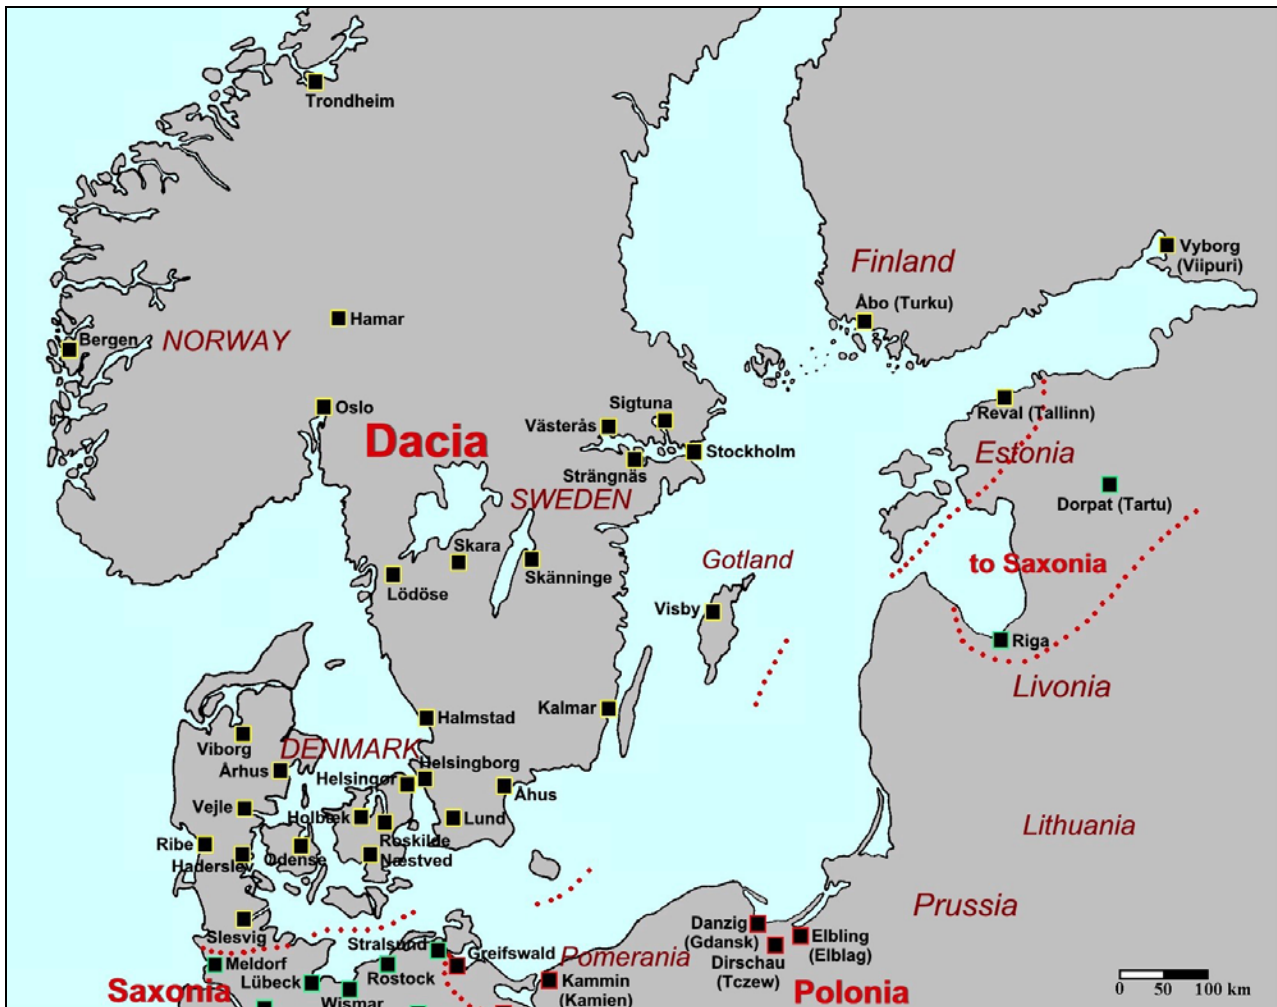 Trondheim
Vyborg
(Viipuri)
Finland
Åbo (Turku)
Hamar
Bergen
NORWAY
Oslo
Sigtuna
Västerås
Reval (Tallinn)
Dacia
Stockholm
Estonia
Strängnäs
SWEDEN
Dorpat (Tartu)
Skara
Gotland
to Saxonia
Skänninge
Lödöse
Visby
Riga
Livonia
Kalmar
Halmstad
Viborg
DENMARK
Helsingborg
Århus
Helsingør
Åhus
Vejle
Holbæk
Lund
Lithuania
Roskilde
Ribe
Haderslev
Odense
Næstved
Prussia
Danzig
(Gdansk)
Elbling
(Elblag)
Slesvig
Stralsund
Greifswald
Pomerania
Dirschau
(Tczew)
Meldorf
Rostock
Lübeck
Kammin
(Kamien)
Saxonia
Wismar
Polonia
0
50
100 km